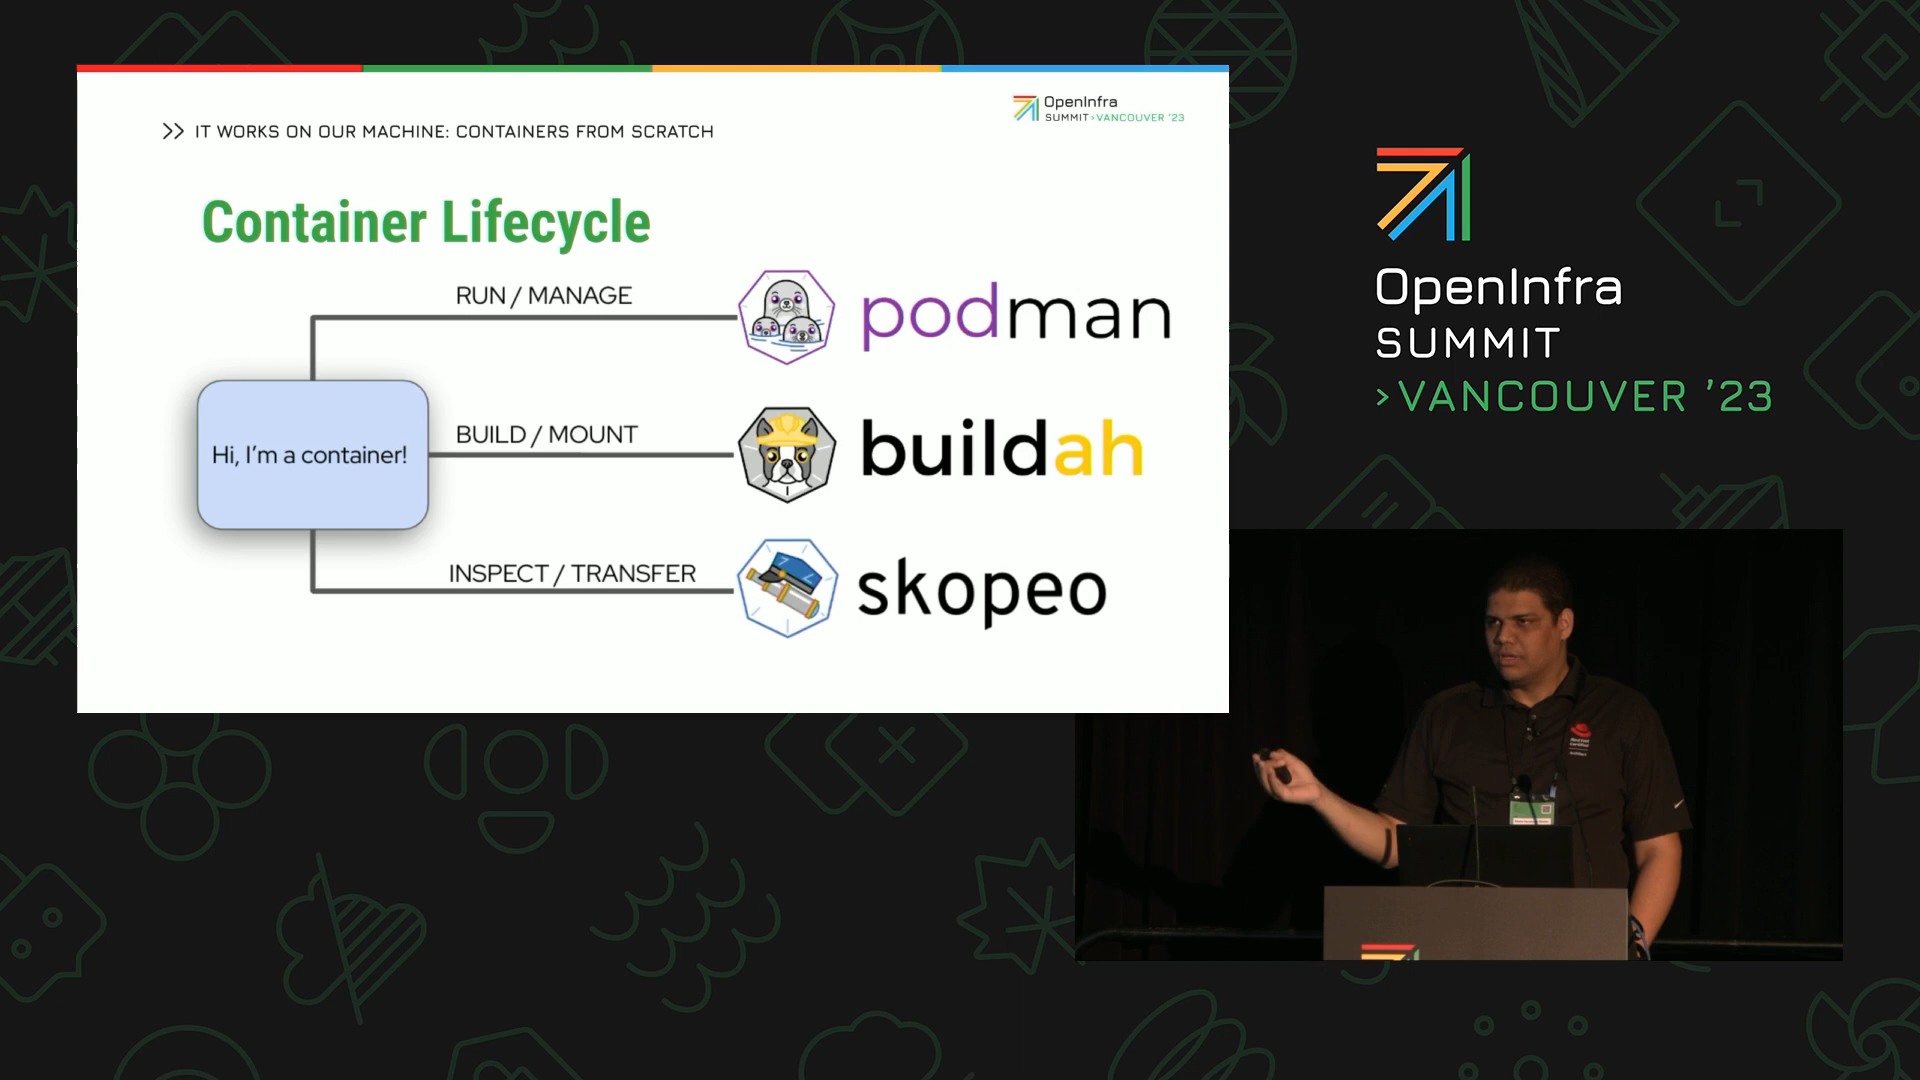 IT WORKS ON OUR MACHINE: CONTAINERS FROM SCRATCH
OpenInfra
SUMMIT›VANCOUVER '23
Container Lifecycle
RUN / MANAGE
podman
Hi, I'm a container!
BUILD / MOUNT
buildah
INSPECT / TRANSFER
skopeo
OpenInfra
SUMMIT
›VANCOUVER '23